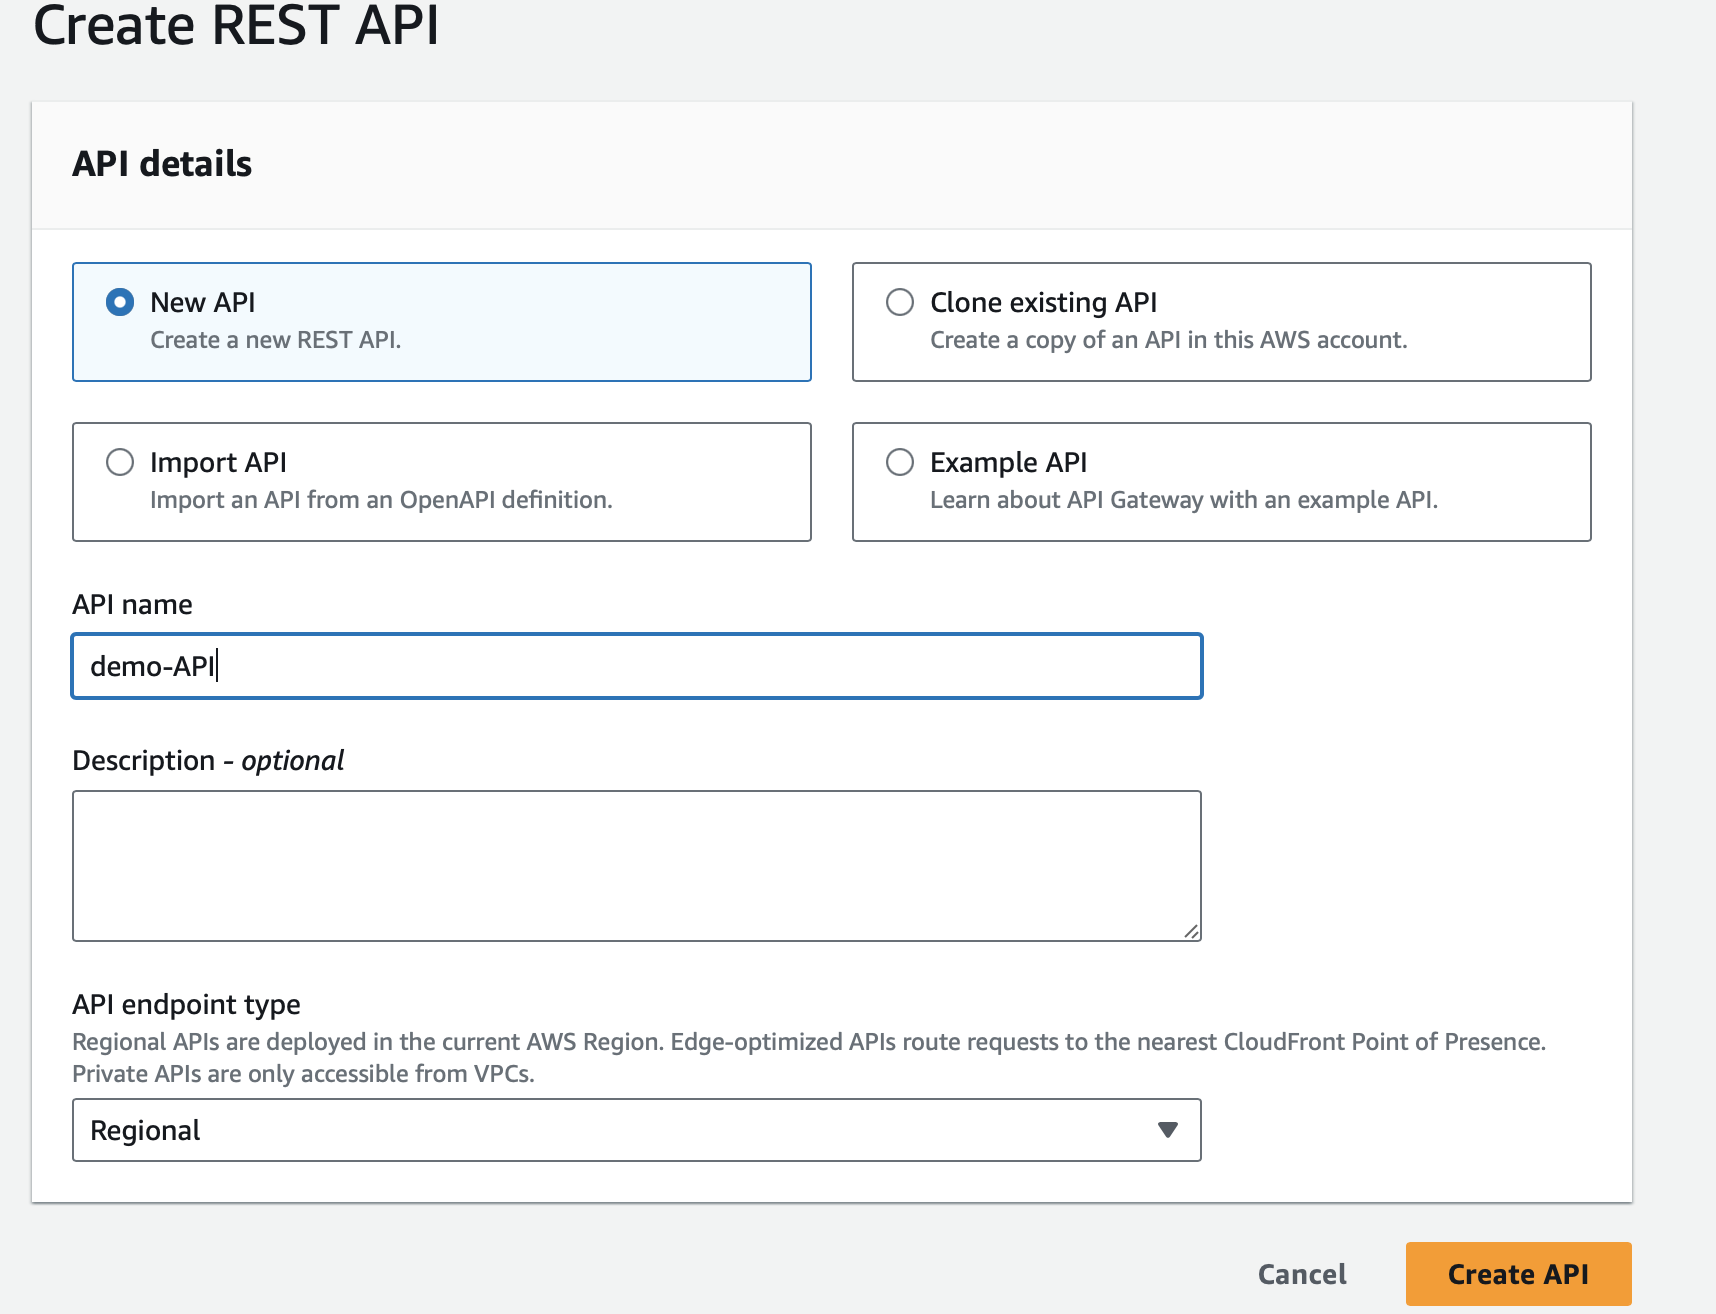 Create REST API
API details
New API
Create a new REST API.
Clone existing API
Create a copy of an API in this AWS account.
Import API
Import an API from an OpenAPI definition.
Example API
Learn about API Gateway with an example API.
API name
demo-API
Description - optional
API endpoint type
Regional APIs are deployed in the current AWS Region. Edge-optimized APIs route requests to the nearest CloudFront Point of Presence.
Private APIs are only accessible from VPCs.
Regional
Cancel
Create API